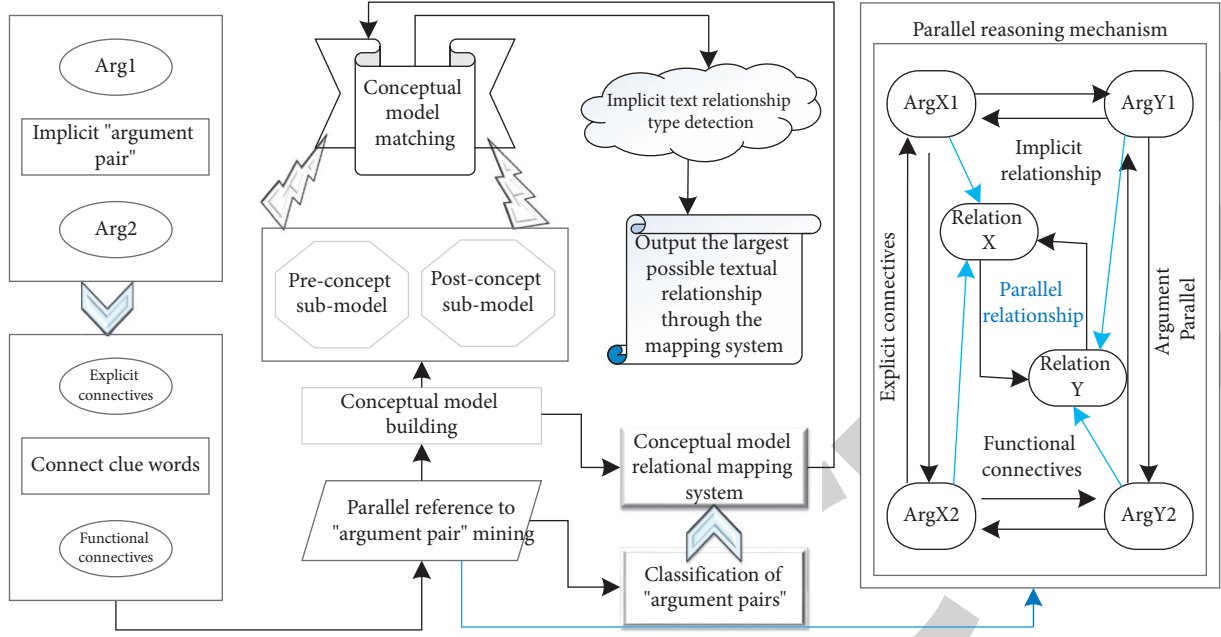 Arg1
Implicit "argument
pair"
Arg2
Explicit
connectives
Connect clue words
Functional
connectives
Conceptual
model
matching
Pre-concept
sub-model
Post-concept
sub-model
Conceptual model
building
Parallel reference to
"argument pair" mining
Implicit text relationship
type detection
Output the largest
possible textual
relationship
through the
mapping system
Conceptual model
relational mapping
system
Classification of
"argument pairs"
Parallel reasoning mechanism
ArgX1
ArgY1
Implicit
relationship
Relation
X
Parallel
relationship
Explicit connectives
Argument
Parallel
Relation
Y
Functional
connectives
ArgX2
ArgY2